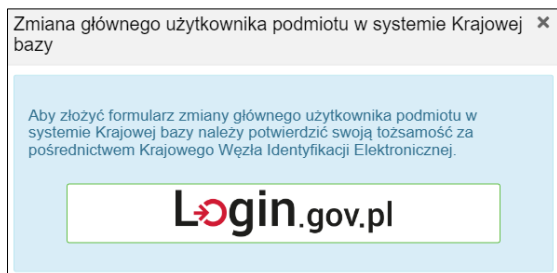 Zmiana głównego użytkownika podmiotu w systemie Krajowej ×
bazy
Aby złożyć formularz zmiany głównego użytkownika podmiotu w
systemie Krajowej bazy należy potwierdzić swoją tożsamość za
pośrednictwem Krajowego Węzła Identyfikacji Elektronicznej.
Login.gov.pl